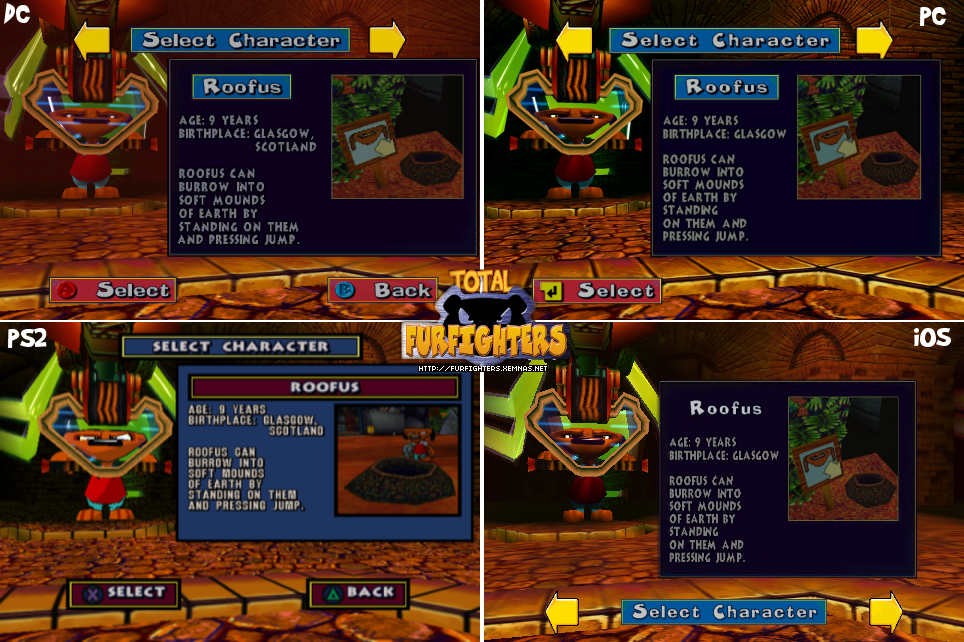 DC
Select Character
Roofus
AGE: 9 YEARS
BIRTHPLACE: GLASGOW,
SCOTLAND
ROOFUS CAN
BURROW INTO
SOFT MOUNDS
OF EARTH BY
STANDING ON THEM
AND PRESSING JUMP.
A Select
B Back
PC
Select Character
Roofus
AGE: 9 YEARS
BIRTHPLACE: GLASGOW
ROOFUS CAN
BURROW INTO
SOFT MOUNDS
OF EARTH BY
STANDING
ON THEM AND
PRESSING JUMP.
Select
TOTAL
FURFIGHTERS
HTTP://FURFIGHTERS.XEMNAS.NET
PS2
SELECT CHARACTER
ROOFUS
AGE: 9 YEARS
BIRTHPLACE: GLASGOW,
SCOTLAND
ROOFUS CAN
BURROW INTO
SOFT MOUNDS
OF EARTH BY
STANDING ON THEM
AND PRESSING JUMP.
SELECT
BACK
iOS
Roofus
AGE: 9 YEARS
BIRTHPLACE: GLASGOW
ROOFUS CAN
BURROW INTO
SOFT MOUNDS
OF EARTH BY
STANDING
ON THEM AND
PRESSING JUMP.
Select Character